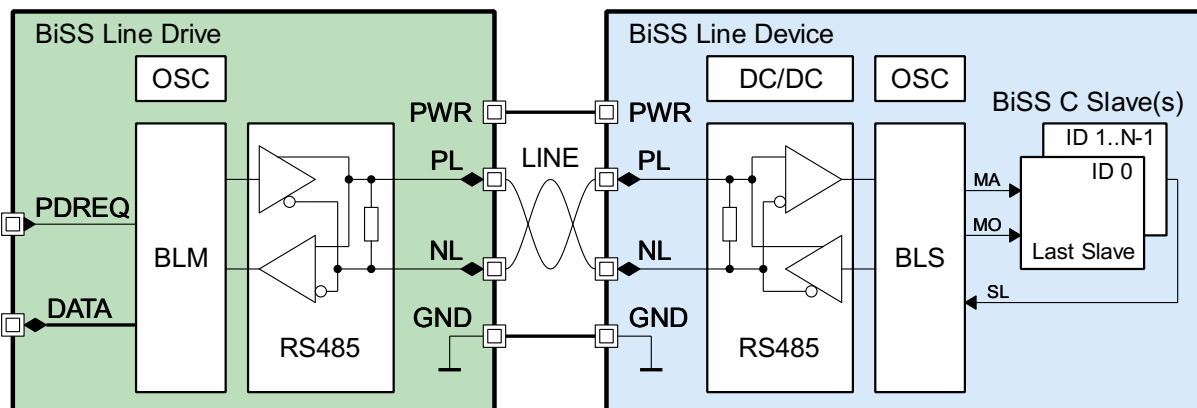 BiSS Line Drive
OSC
PDREQ
DATA
BLM
RS485
PWR
PL
NL
GND
LINE
BiSS Line Device
DC/DC
OSC
PWR
PL
NL
GND
RS485
BLS
BiSS C Slave(s)
ID 1..N-1
ID 0
Last Slave
MA
MO
SL